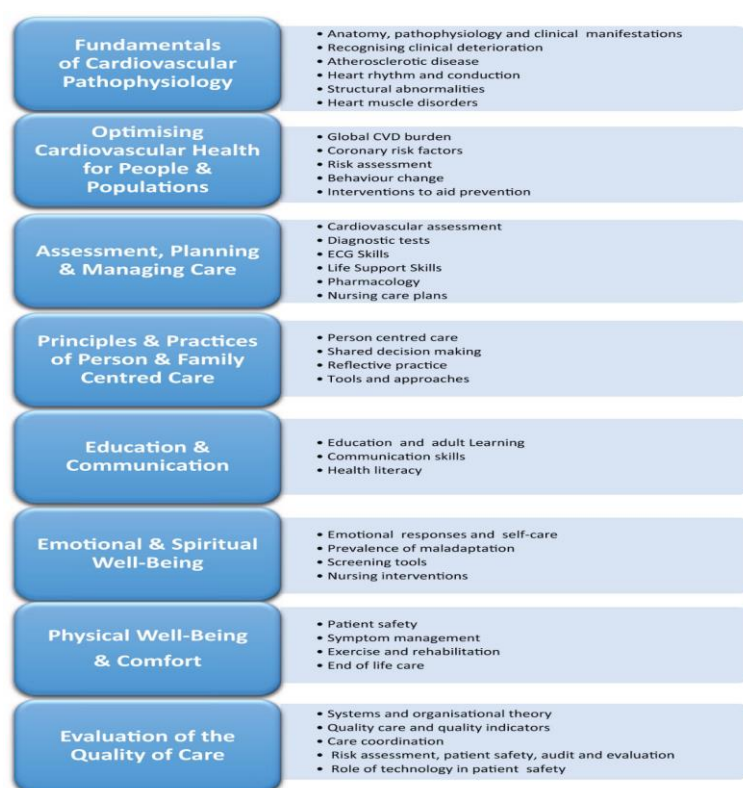 Fundamentals
of Cardiovascular
Pathophysiology
• Anatomy, pathophysiology and clinical manifestations
• Recognising clinical deterioration
• Atherosclerotic disease
• Heart rhythm and conduction
• Structural abnormalities
• Heart muscle disorders
Optimising
Cardiovascular Health
for People &
Populations
• Global CVD burden
• Coronary risk factors
• Risk assessment
• Behaviour change
• Interventions to aid prevention
Assessment, Planning
& Managing Care
• Cardiovascular assessment
• Diagnostic tests
• ECG Skills
• Life Support Skills
• Pharmacology
• Nursing care plans
Principles & Practices
of Person & Family
Centred Care
• Person centred care
• Shared decision making
• Reflective practice
• Tools and approaches
Education &
Communication
• Education and adult Learning
• Communication skills
• Health literacy
Emotional & Spiritual
Well-Being
• Emotional responses and self-care
• Prevalence of maladaptation
• Screening tools
• Nursing interventions
Physical Well-Being
& Comfort
• Patient safety
• Symptom management
• Exercise and rehabilitation
• End of life care
Evaluation of the
Quality of Care
• Systems and organisational theory
• Quality care and quality indicators
• Care coordination
• Risk assessment, patient safety, audit and evaluation
• Role of technology in patient safety